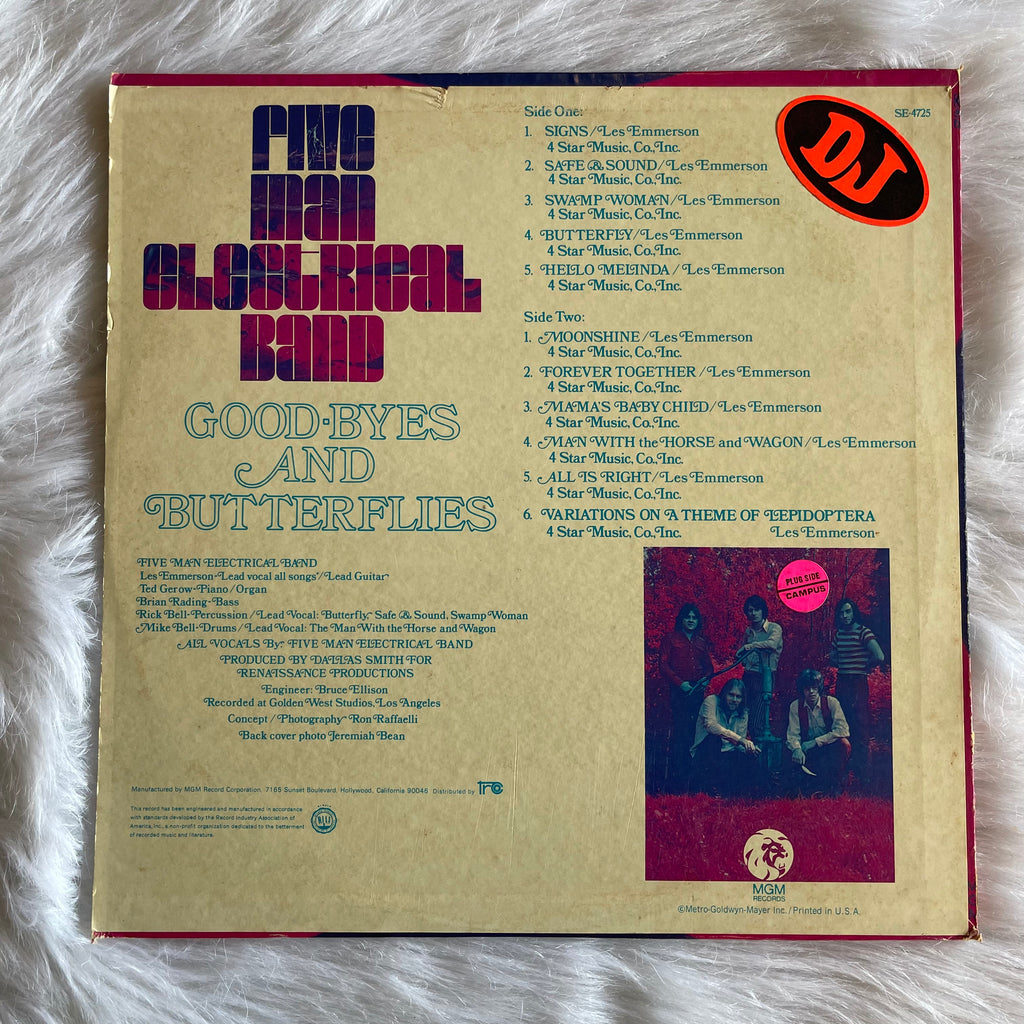 FIVE
MAN
ELECTRICAL
BAND
GOOD-BYES
AND
BUTTERFLIES
FIVE MAN ELECTRICAL BAND
Les Emmerson-Lead vocal all songs/Lead Guitar
Ted Gerow-Piano/Organ
Brian Rading-Bass
Rick Bell-Percussion/Lead Vocal: Butterfly, Safe & Sound, Swamp Woman
Mike Bell-Drums/Lead Vocal: The Man With the Horse and Wagon
ALL VOCALS By: FIVE MAN ELECTRICAL BAND
PRODUCED BY DALLAS SMITH FOR
RENAISSANCE PRODUCTIONS
Engineer: Bruce Ellison
Recorded at Golden West Studios, Los Angeles
Concept/Photography Ron Raffaelli
Back cover photo Jeremiah Bean
Manufactured by MGM Record Corporation, 7165 Sunset Boulevard, Hollywood, California 90046 Distributed by TRC
This record has been engineered and manufactured in accordance
with standards developed by the Record Industry Association of
America, Inc., a non-profit organization dedicated to the betterment
of recorded music and literature.
SE-4725
DJ
Side One:
1. SIGNS/Les Emmerson
4 Star Music, Co., Inc.
2. SAFE & SOUND/Les Emmerson
4 Star Music, Co., Inc.
3. SWAMP WOMAN/Les Emmerson
4 Star Music, Co., Inc.
4. BUTTERFLY/Les Emmerson
4 Star Music, Co., Inc.
5. HELLO MELINDA/Les Emmerson
4 Star Music, Co., Inc.
Side Two:
1. MOONSHINE/Les Emmerson
4 Star Music, Co., Inc.
2. FOREVER TOGETHER/Les Emmerson
4 Star Music, Co., Inc.
3. MAMA'S BABY CHILD/Les Emmerson
4 Star Music, Co., Inc.
4. MAN WITH the HORSE and WAGON/Les Emmerson
4 Star Music, Co., Inc.
5. ALL IS RIGHT/Les Emmerson
4 Star Music, Co., Inc.
6. VARIATIONS ON A THEME OF LEPIDOPTERA
4 Star Music, Co., Inc. Les Emmerson
PLUG SIDE
CAMPUS
MGM
RECORDS
©Metro-Goldwyn-Mayer Inc./Printed in U.S.A.